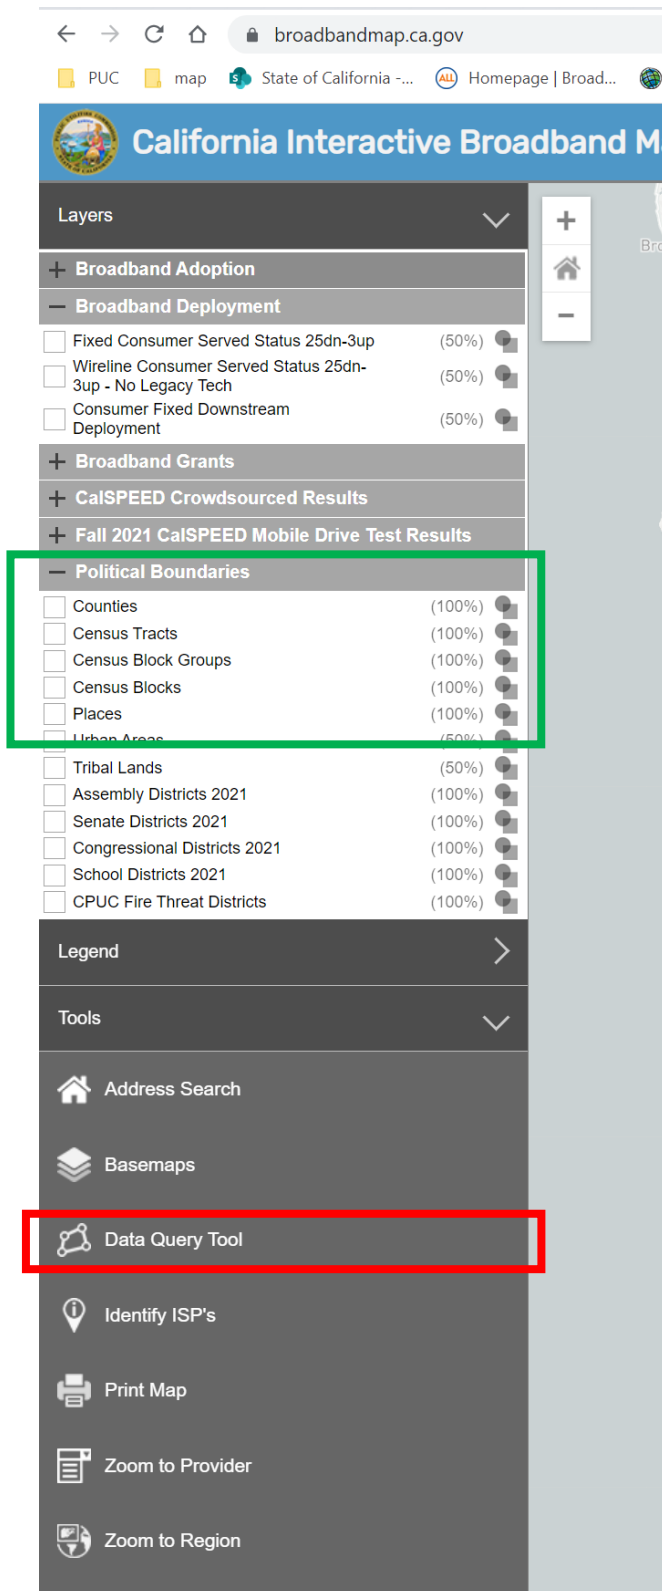 broadbandmap.ca.gov
PUC map State of California -... ALL Homepage | Broad...
California Interactive Broadband
Layers
Broadband Adoption
Broadband Deployment
Fixed Consumer Served Status 25dn-3up (50%)
Wireline Consumer Served Status 25dn-
3up - No Legacy Tech (50%)
Consumer Fixed Downstream
Deployment (50%)
Broadband Grants
CalSPEED Crowdsourced Results
Fall 2021 CalSPEED Mobile Drive Test Results
Political Boundaries
Counties (100%)
Census Tracts (100%)
Census Block Groups (100%)
Census Blocks (100%)
Places (100%)
Urban Areas (50%)
Tribal Lands (50%)
Assembly Districts 2021 (100%)
Senate Districts 2021 (100%)
Congressional Districts 2021 (100%)
School Districts 2021 (100%)
CPUC Fire Threat Districts (100%)
Legend
Tools
Address Search
Basemaps
Data Query Tool
Identify ISP's
Print Map
Zoom to Provider
Zoom to Region